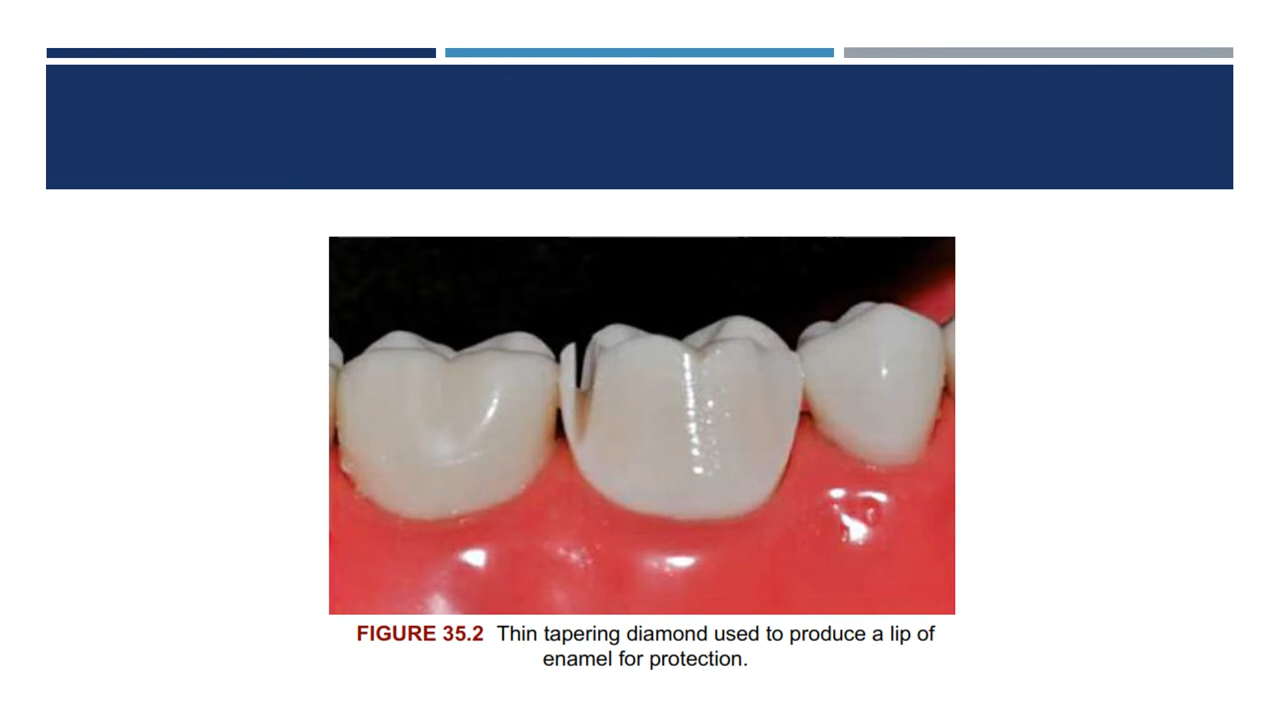 FIGURE 35.2 Thin tapering diamond used to produce a lip of
enamel for protection.